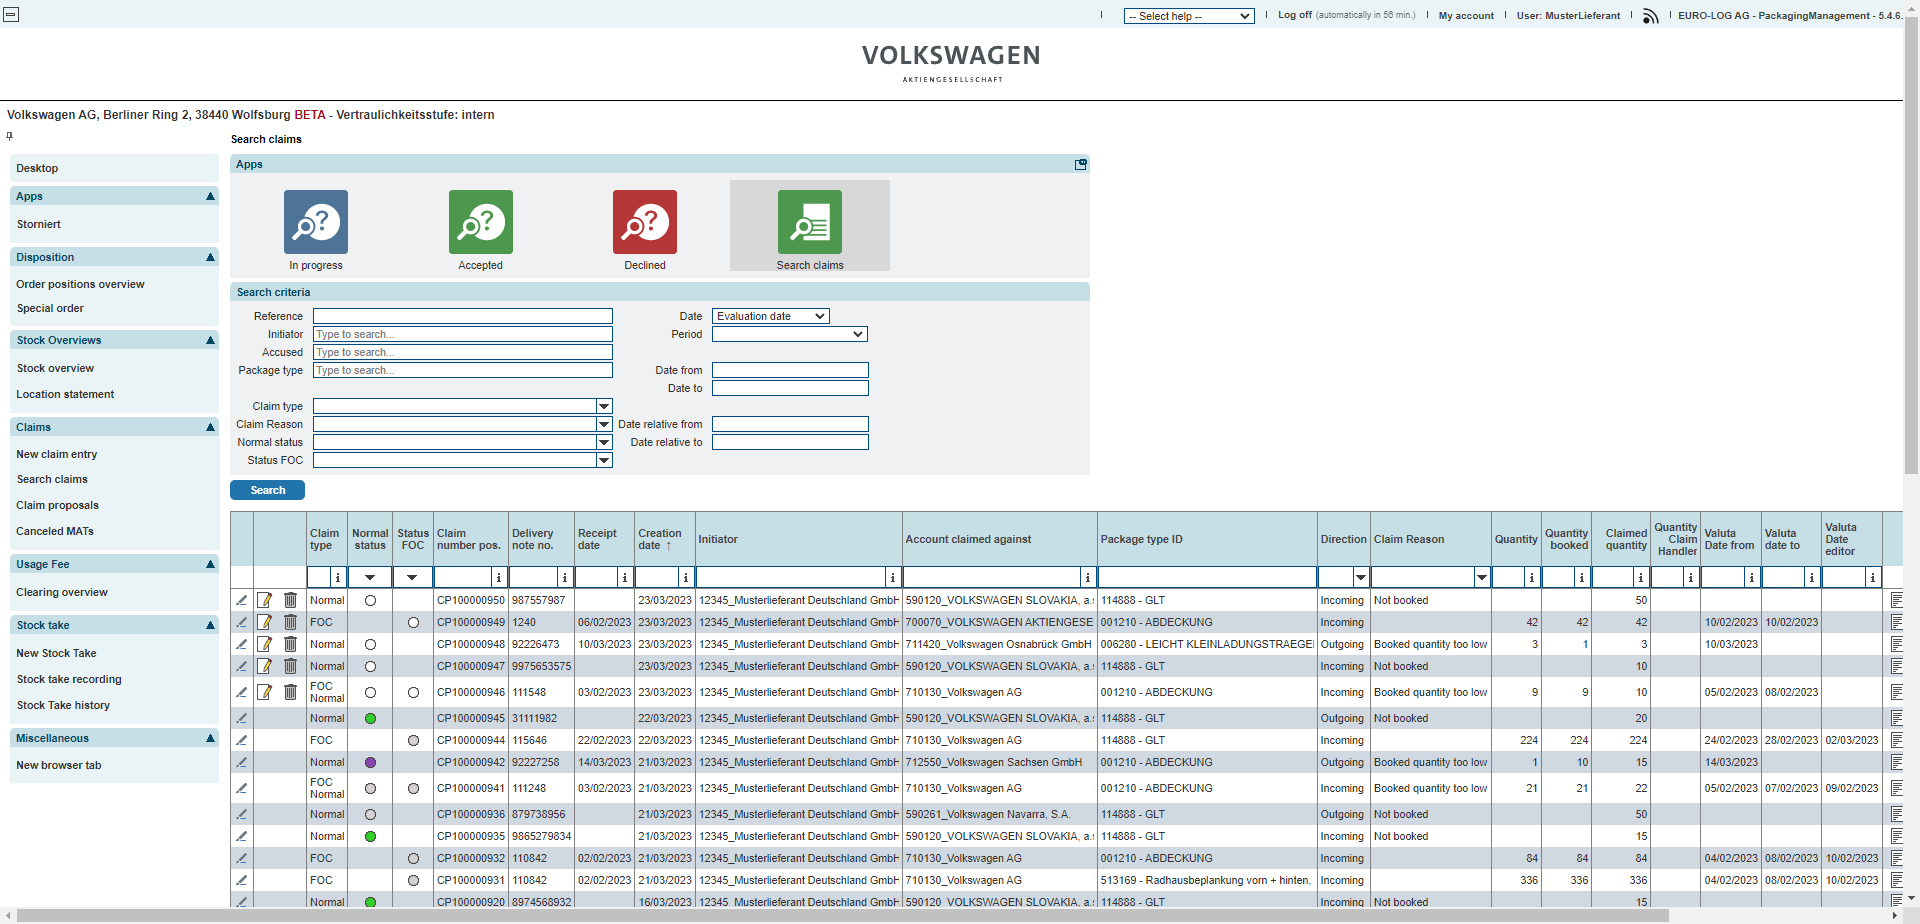 -- Select help --
Log off (automatically in 56 min.)
My account
User: MusterLieferant
EURO-LOG AG - PackagingManagement - 5.4.6.
VOLKSWAGEN
AKTIENGESELLSCHAFT
Volkswagen AG, Berliner Ring 2, 38440 Wolfsburg BETA - Vertraulichkeitsstufe: intern
Desktop
Apps
Storniert
Disposition
Order positions overview
Special order
Stock Overviews
Stock overview
Location statement
Claims
New claim entry
Search claims
Claim proposals
Canceled MATs
Usage Fee
Clearing overview
Stock take
New Stock Take
Stock take recording
Stock Take history
Miscellaneous
New browser tab
Search claims
Apps
In progress
Accepted
Declined
Search claims
Search criteria
Reference
Date Evaluation date
Initiator Type to search...
Period
Accused Type to search...
Package type Type to search...
Date from
Date to
Claim type
Claim Reason
Date relative from
Normal status
Date relative to
Status FOC
Search
Claim type Normal status Status FOC Claim number pos. Delivery note no. Receipt date Creation date ↑ Initiator Account claimed against Package type ID Direction Claim Reason Quantity Quantity booked Claimed quantity Quantity Claim Handler Valuta Date from Valuta date to Valuta Date editor
i i i i i i i i i i i i i i
Normal CP100000950 987557987 23/03/2023 12345_Musterlieferant Deutschland GmbH 590120_VOLKSWAGEN SLOVAKIA, a.s 114888 - GLT Incoming Not booked 50
FOC CP100000949 1240 06/02/2023 23/03/2023 12345_Musterlieferant Deutschland GmbH 700070_VOLKSWAGEN AKTIENGESE 001210 - ABDECKUNG Incoming 42 42 42 10/02/2023 10/02/2023
Normal CP100000948 92226473 10/03/2023 23/03/2023 12345_Musterlieferant Deutschland GmbH 711420_Volkswagen Osnabrück GmbH 006280 - LEICHT KLEINLADUNGSTRAEGEI Outgoing Booked quantity too low 3 1 3 10/03/2023
Normal CP100000947 9975653575 23/03/2023 12345_Musterlieferant Deutschland GmbH 590120_VOLKSWAGEN SLOVAKIA, a.s 114888 - GLT Incoming Not booked 10
FOC Normal CP100000946 111548 03/02/2023 23/03/2023 12345_Musterlieferant Deutschland GmbH 710130_Volkswagen AG 001210 - ABDECKUNG Incoming Booked quantity too low 9 9 10 05/02/2023 08/02/2023
Normal CP100000945 31111982 22/03/2023 12345_Musterlieferant Deutschland GmbH 590120_VOLKSWAGEN SLOVAKIA, a.s 114888 - GLT Outgoing Not booked 20
FOC CP100000944 115646 22/02/2023 22/03/2023 12345_Musterlieferant Deutschland GmbH 710130_Volkswagen AG 114888 - GLT Incoming 224 224 224 24/02/2023 28/02/2023 02/03/2023
Normal CP100000942 92227258 14/03/2023 21/03/2023 12345_Musterlieferant Deutschland GmbH 712550_Volkswagen Sachsen GmbH 001210 - ABDECKUNG Outgoing Booked quantity too low 1 10 15 14/03/2023
FOC Normal CP100000941 111248 03/02/2023 21/03/2023 12345_Musterlieferant Deutschland GmbH 710130_Volkswagen AG 001210 - ABDECKUNG Incoming Booked quantity too low 21 21 22 05/02/2023 07/02/2023 09/02/2023
Normal CP100000936 879738956 21/03/2023 12345_Musterlieferant Deutschland GmbH 590261_Volkswagen Navarra, S.A. 114888 - GLT Outgoing Not booked 50
Normal CP100000935 9865279834 21/03/2023 12345_Musterlieferant Deutschland GmbH 590120_VOLKSWAGEN SLOVAKIA, a.s 114888 - GLT Incoming Not booked 15
FOC CP100000932 110842 02/02/2023 21/03/2023 12345_Musterlieferant Deutschland GmbH 710130_Volkswagen AG 001210 - ABDECKUNG Incoming 84 84 84 04/02/2023 08/02/2023 10/02/2023
FOC CP100000931 110842 02/02/2023 21/03/2023 12345_Musterlieferant Deutschland GmbH 710130_Volkswagen AG 513169 - Radhausbeplankung vorn + hinten, Incoming 336 336 336 04/02/2023 08/02/2023 10/02/2023
Normal CP100000920 8974568932 16/03/2023 12345_Musterlieferant Deutschland GmbH 590120_VOLKSWAGEN SLOVAKIA, a.s 114888 - GLT Outgoing Not booked 15